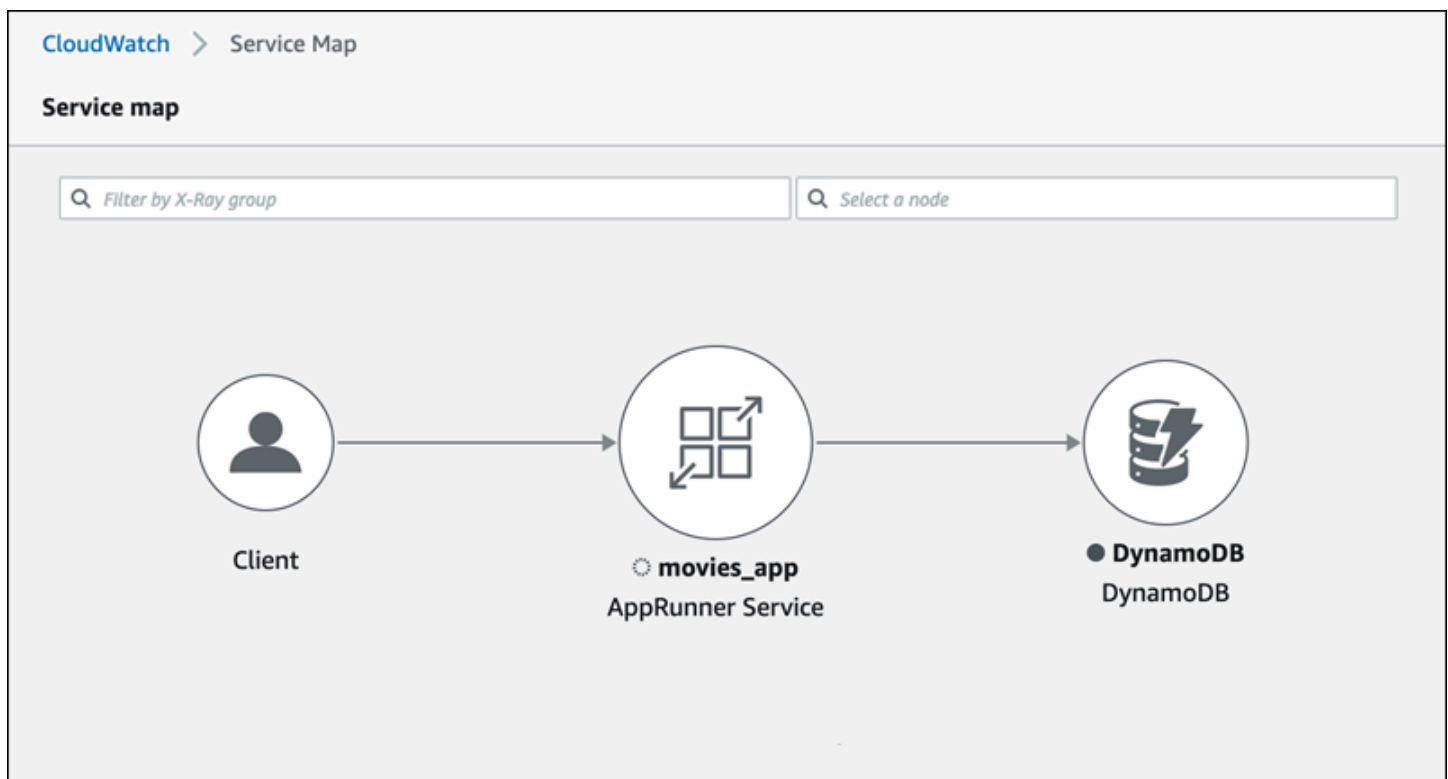 CloudWatch > Service Map
Service map
Filter by X-Ray group
Select a node
Client
movies_app
AppRunner Service
DynamoDB
DynamoDB